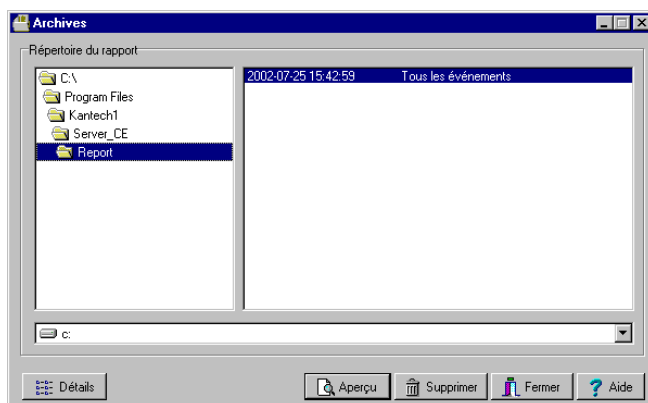 Archives
Répertoire du rapport
C:\
Program Files
Kantech1
Server_CE
Report
2002-07-25 15:42:59 Tous les événements
c:
Détails
Aperçu
Supprimer
Fermer
Aide